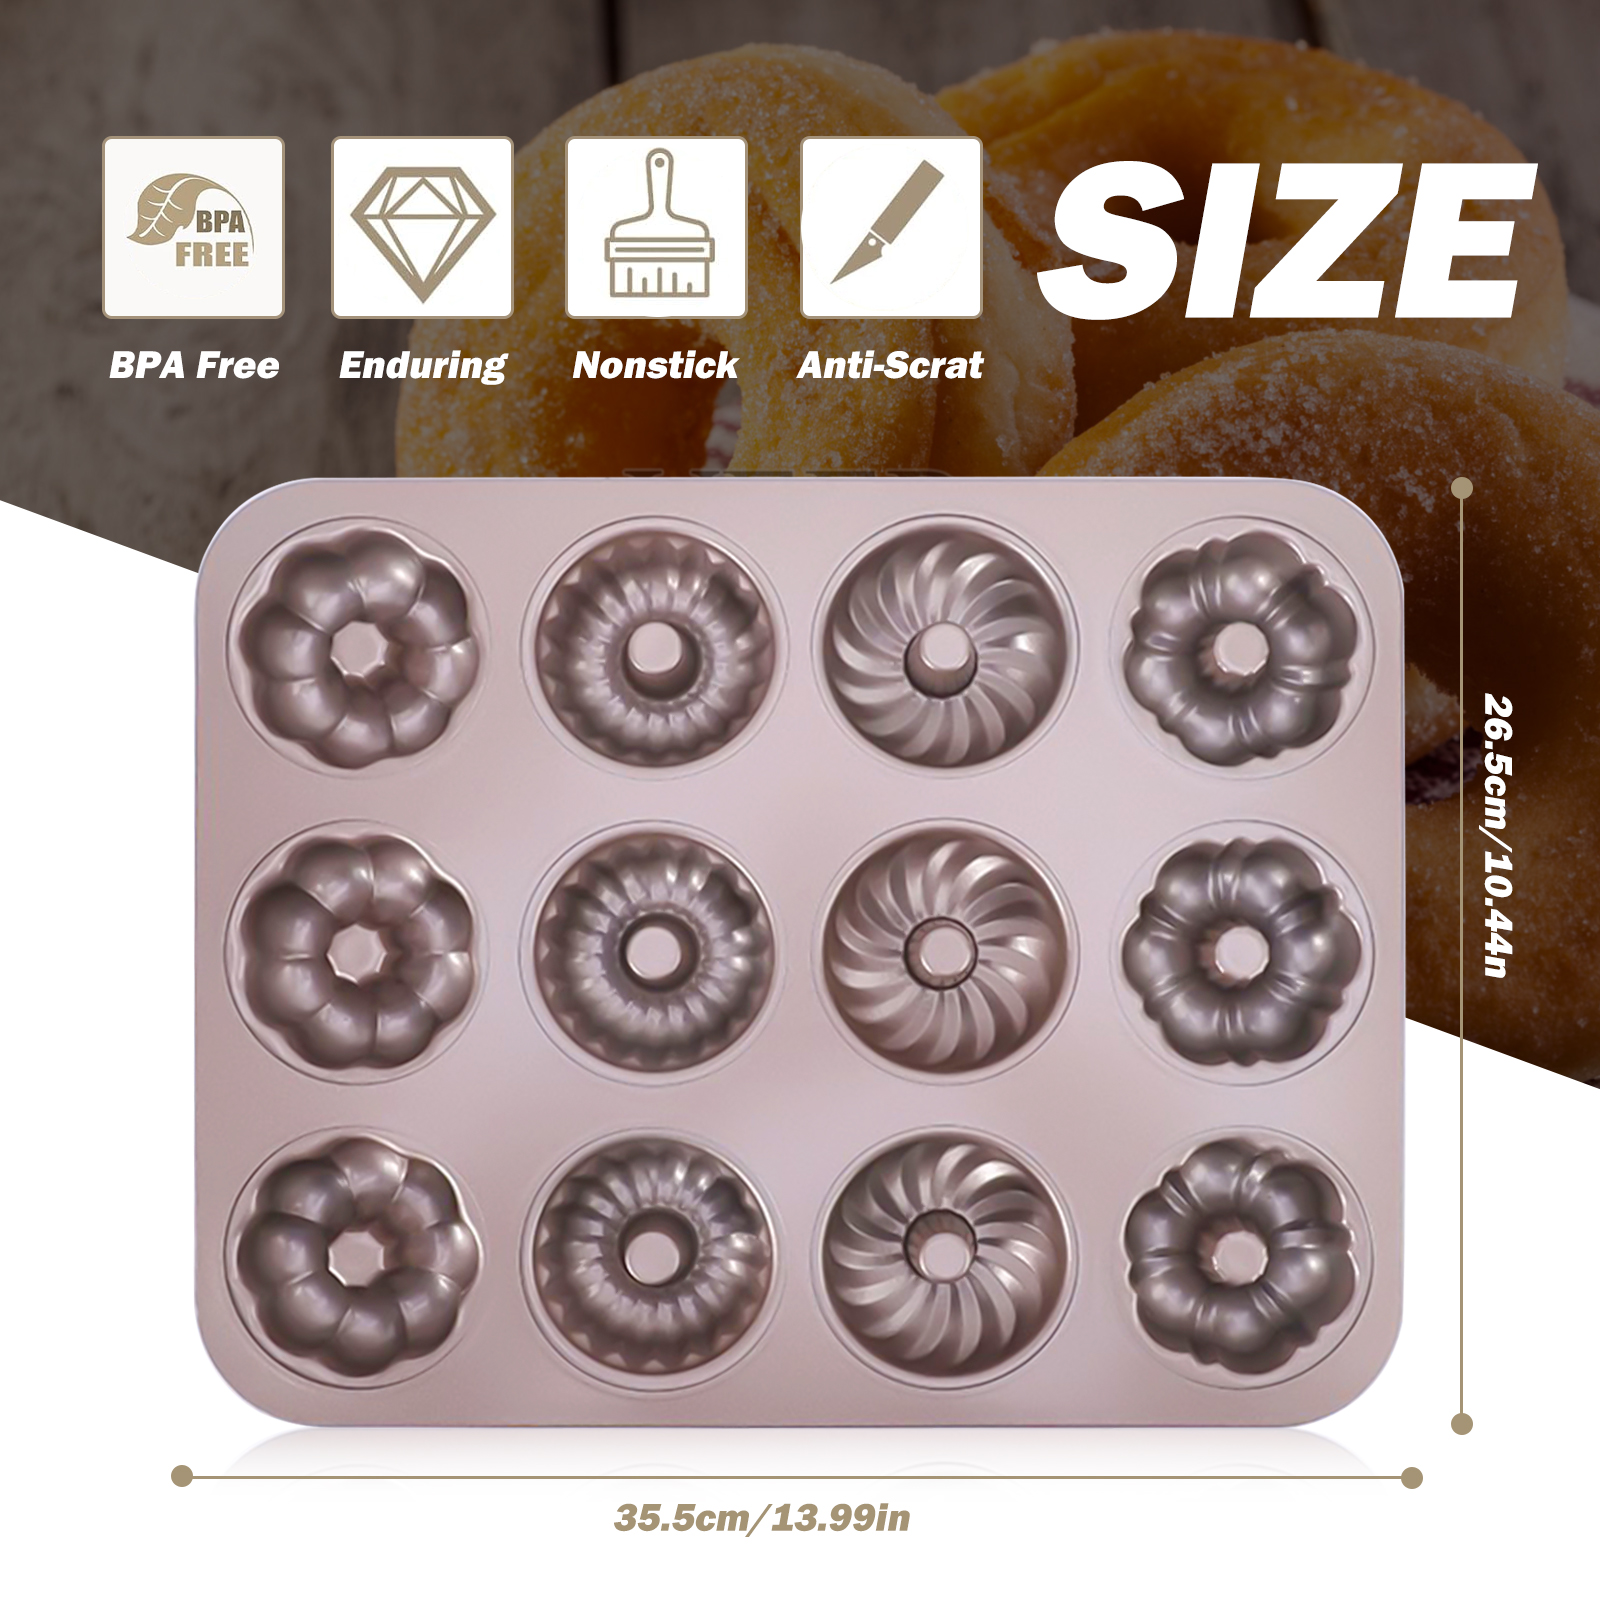 BPA
FREE
SIZE
BPA Free
Enduring
Nonstick
Anti-Scrat
26.5cm/10.44n
35.5cm/13.99in